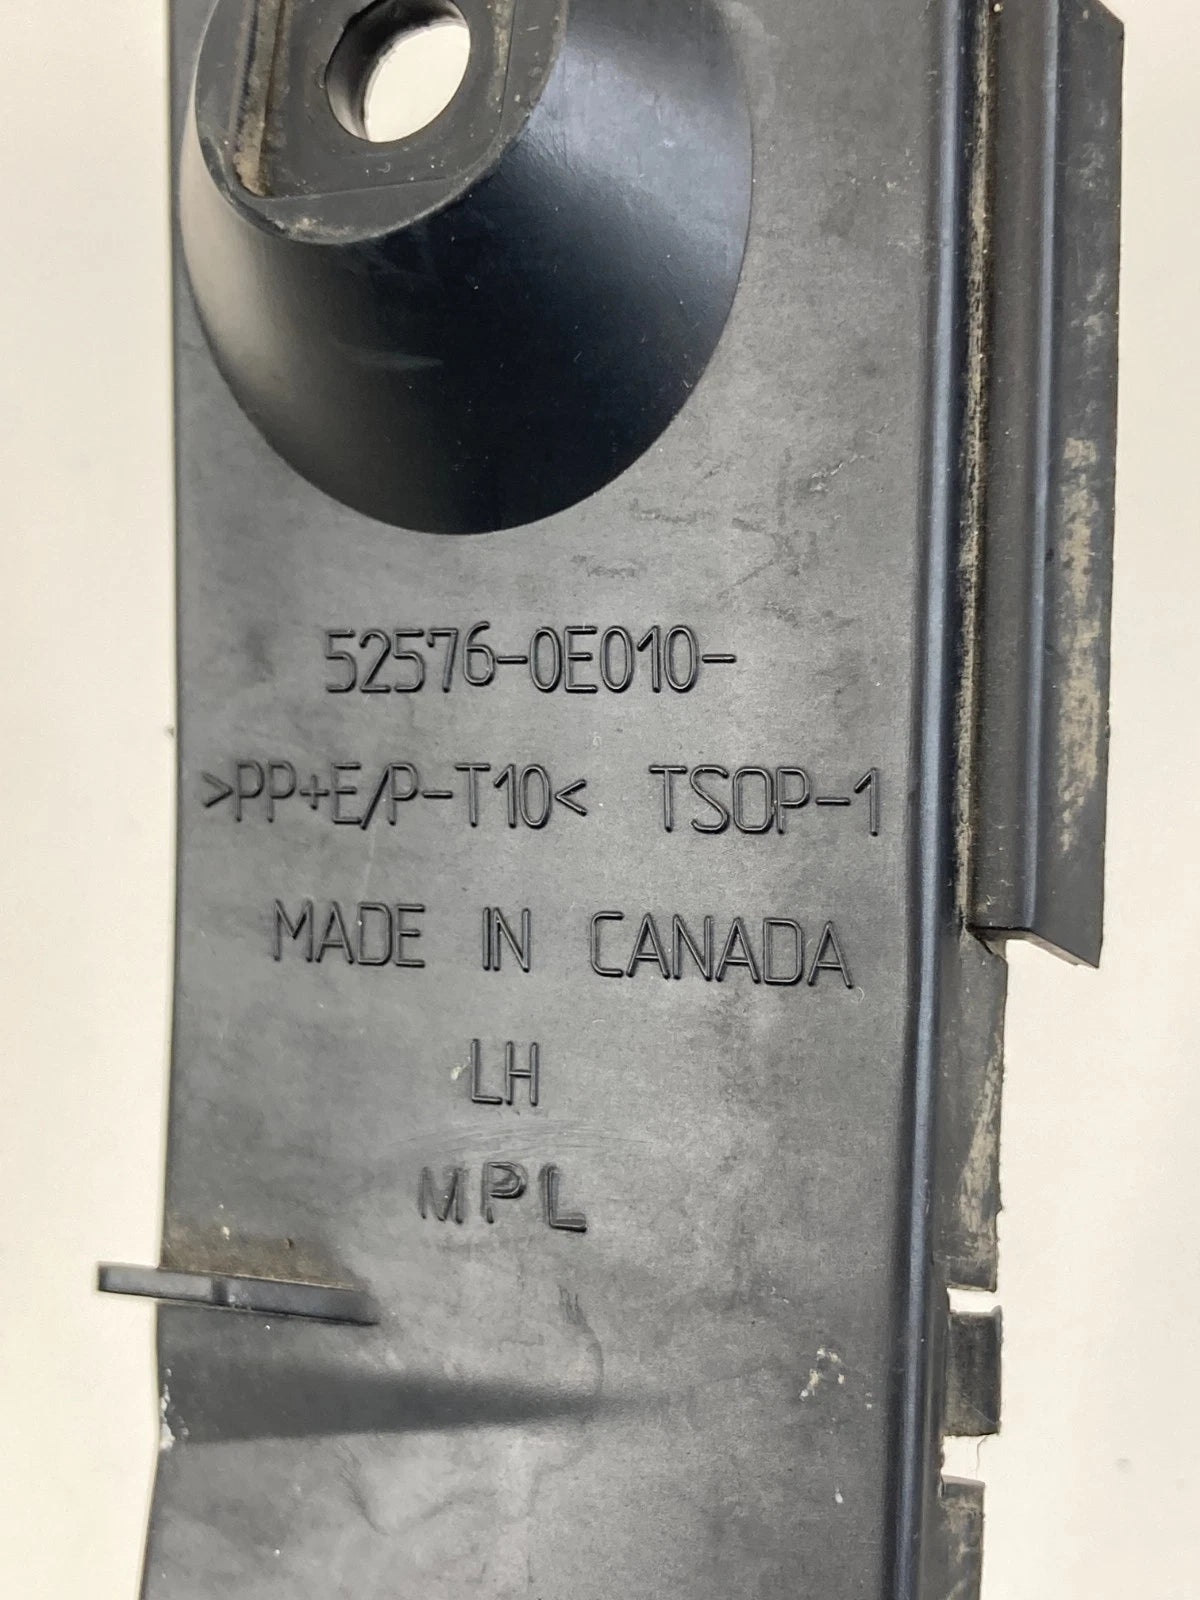 52576-0E010-
>PP+E/P-T10< TSOP-1
MADE IN CANADA
LH
MPL